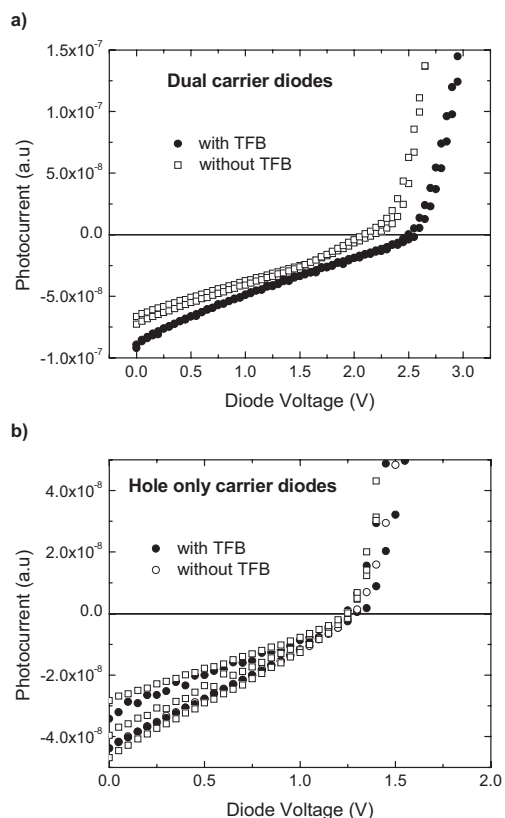 a)
1.5x10⁻⁷
1.0x10⁻⁷
5.0x10⁻⁸
0.0
-5.0x10⁻⁸
-1.0x10⁻⁷
Photocurrent (a.u)
Dual carrier diodes
with TFB
without TFB
0.0 0.5 1.0 1.5 2.0 2.5 3.0
Diode Voltage (V)
b)
4.0x10⁻⁸
2.0x10⁻⁸
0.0
-2.0x10⁻⁸
-4.0x10⁻⁸
Photocurrent (a.u)
Hole only carrier diodes
with TFB
without TFB
0.0 0.5 1.0 1.5 2.0
Diode Voltage (V)